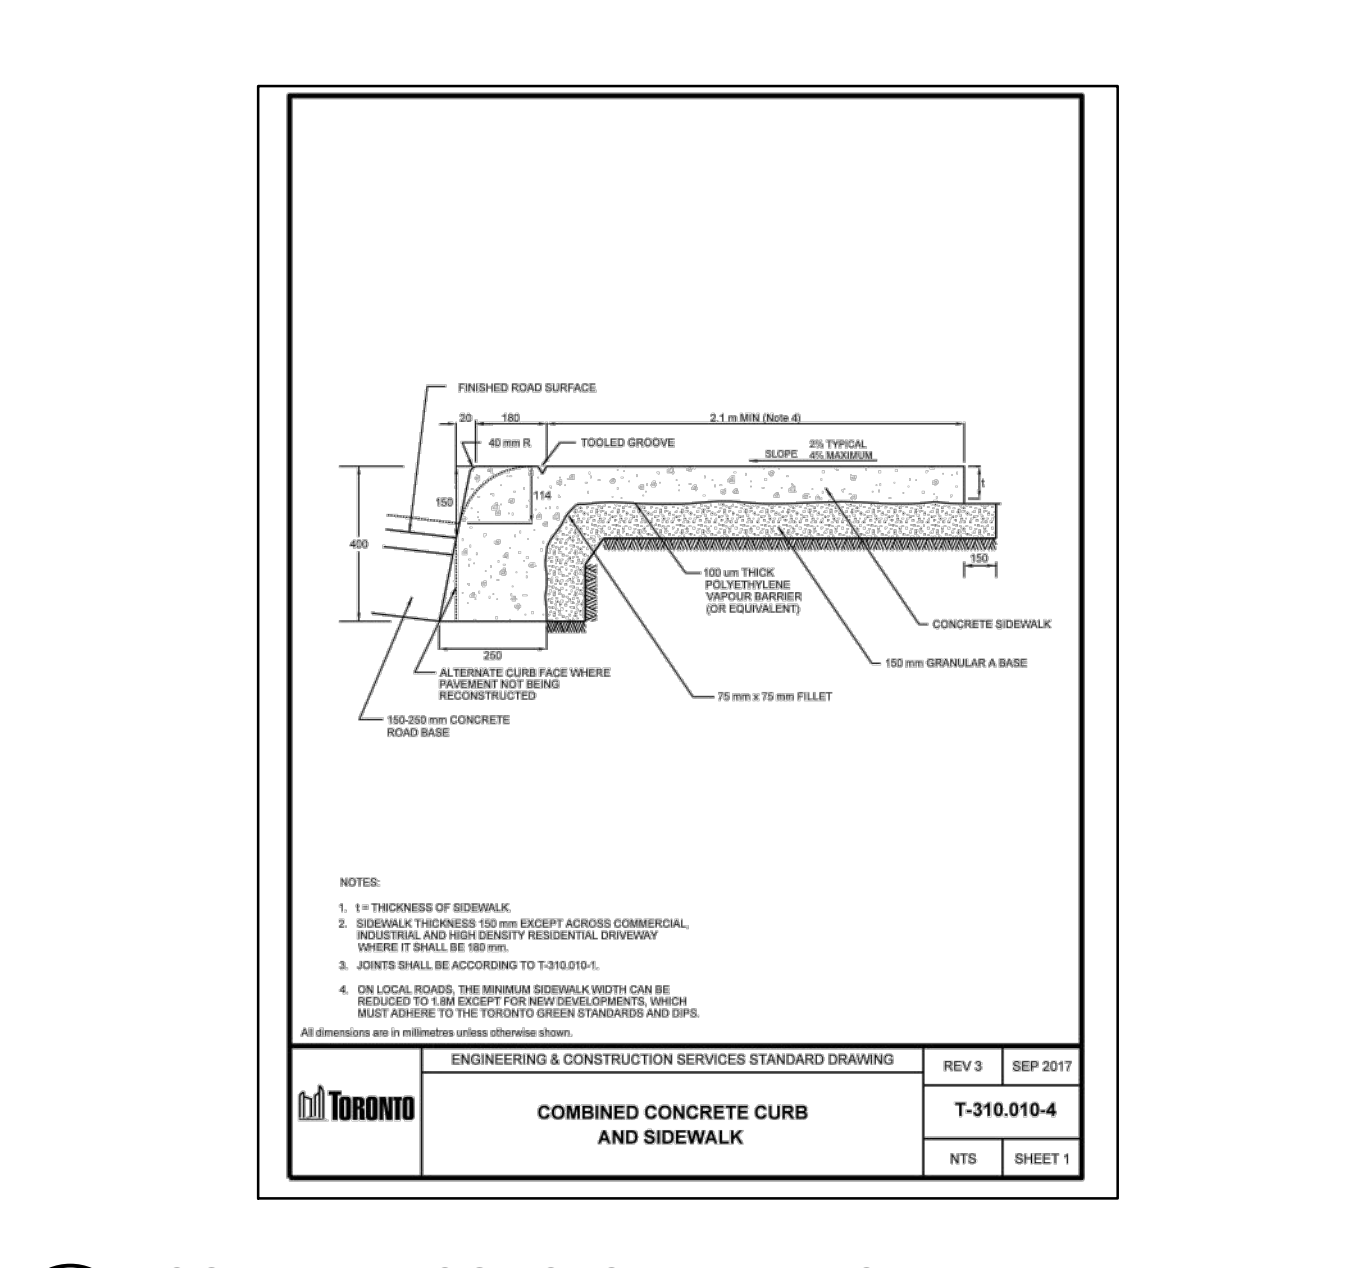 FINISHED ROAD SURFACE
20
180
2.1 m MIN (Note 4)
40 mm R
TOOLED GROOVE
2% TYPICAL
SLOPE 4% MAXIMUM
t
150
114
400
150
100 um THICK
POLYETHYLENE
VAPOUR BARRIER
(OR EQUIVALENT)
CONCRETE SIDEWALK
250
150 mm GRANULAR A BASE
ALTERNATE CURB FACE WHERE
PAVEMENT NOT BEING
RECONSTRUCTED
75 mm x 75 mm FILLET
150-250 mm CONCRETE
ROAD BASE
NOTES:
1. t = THICKNESS OF SIDEWALK.
2. SIDEWALK THICKNESS 150 mm EXCEPT ACROSS COMMERCIAL,
INDUSTRIAL AND HIGH DENSITY RESIDENTIAL DRIVEWAY
WHERE IT SHALL BE 180 mm.
3. JOINTS SHALL BE ACCORDING TO T-310.010-1.
4. ON LOCAL ROADS, THE MINIMUM SIDEWALK WIDTH CAN BE
REDUCED TO 1.8M EXCEPT FOR NEW DEVELOPMENTS, WHICH
MUST ADHERE TO THE TORONTO GREEN STANDARDS AND DIPS.
All dimensions are in millimetres unless otherwise shown.
ENGINEERING & CONSTRUCTION SERVICES STANDARD DRAWING
REV 3
SEP 2017
TORONTO
COMBINED CONCRETE CURB
AND SIDEWALK
T-310.010-4
NTS
SHEET 1